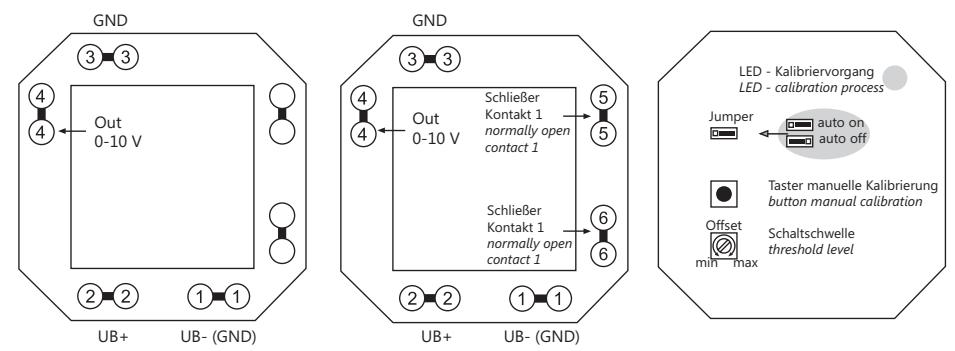 GND
3 3
4
4
Out
0-10 V
2 2
1 1
UB+
UB- (GND)
GND
3 3
4
4
Out
0-10 V
Schließer
Kontakt 1
normally open
contact 1
5
5
Schließer
Kontakt 1
normally open
contact 1
6
6
2 2
1 1
UB+
UB- (GND)
LED - Kalibriervorgang
LED - calibration process
Jumper
auto on
auto off
Taster manuelle Kalibrierung
button manual calibration
Offset
min max
Schaltschwelle
threshold level